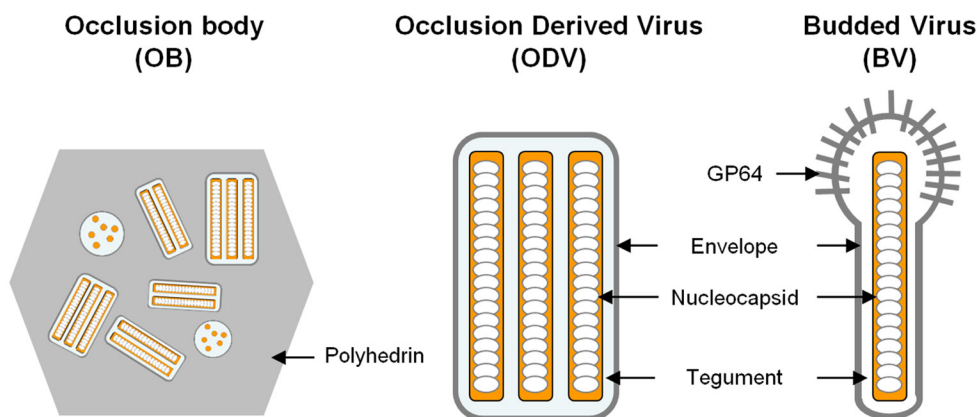 Occlusion body
(OB)
Occlusion Derived Virus
(ODV)
Budded Virus
(BV)
GP64
Envelope
Nucleocapsid
Polyhedrin
Tegument